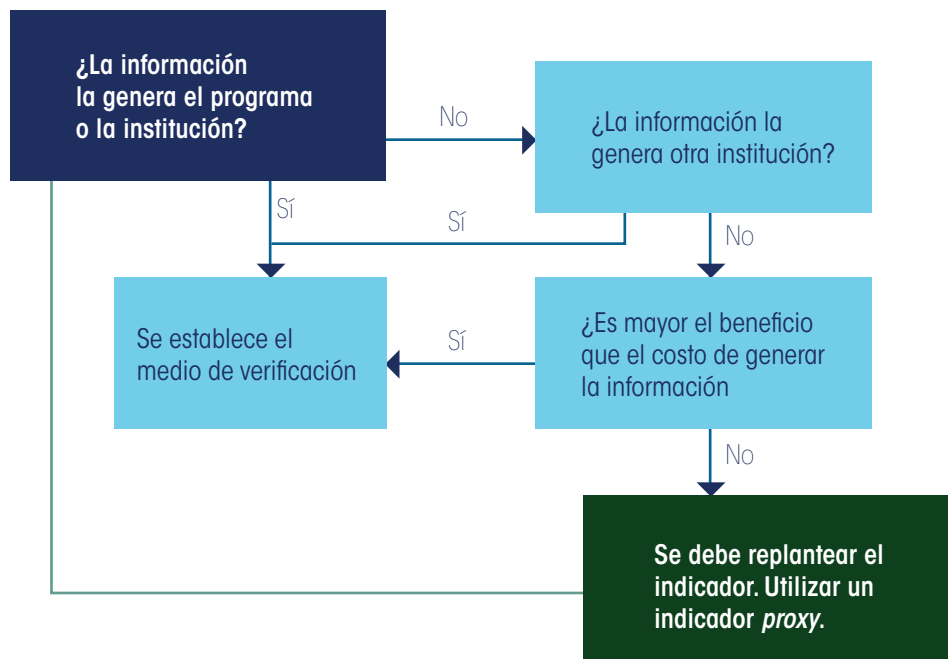 ¿La información
la genera el programa
o la institución?
No
¿La información la
genera otra institución?
Sí
Sí
No
Se establece el
medio de verificación
Sí
¿Es mayor el beneficio
que el costo de generar
la información
No
Se debe replantear el
indicador. Utilizar un
indicador proxy.